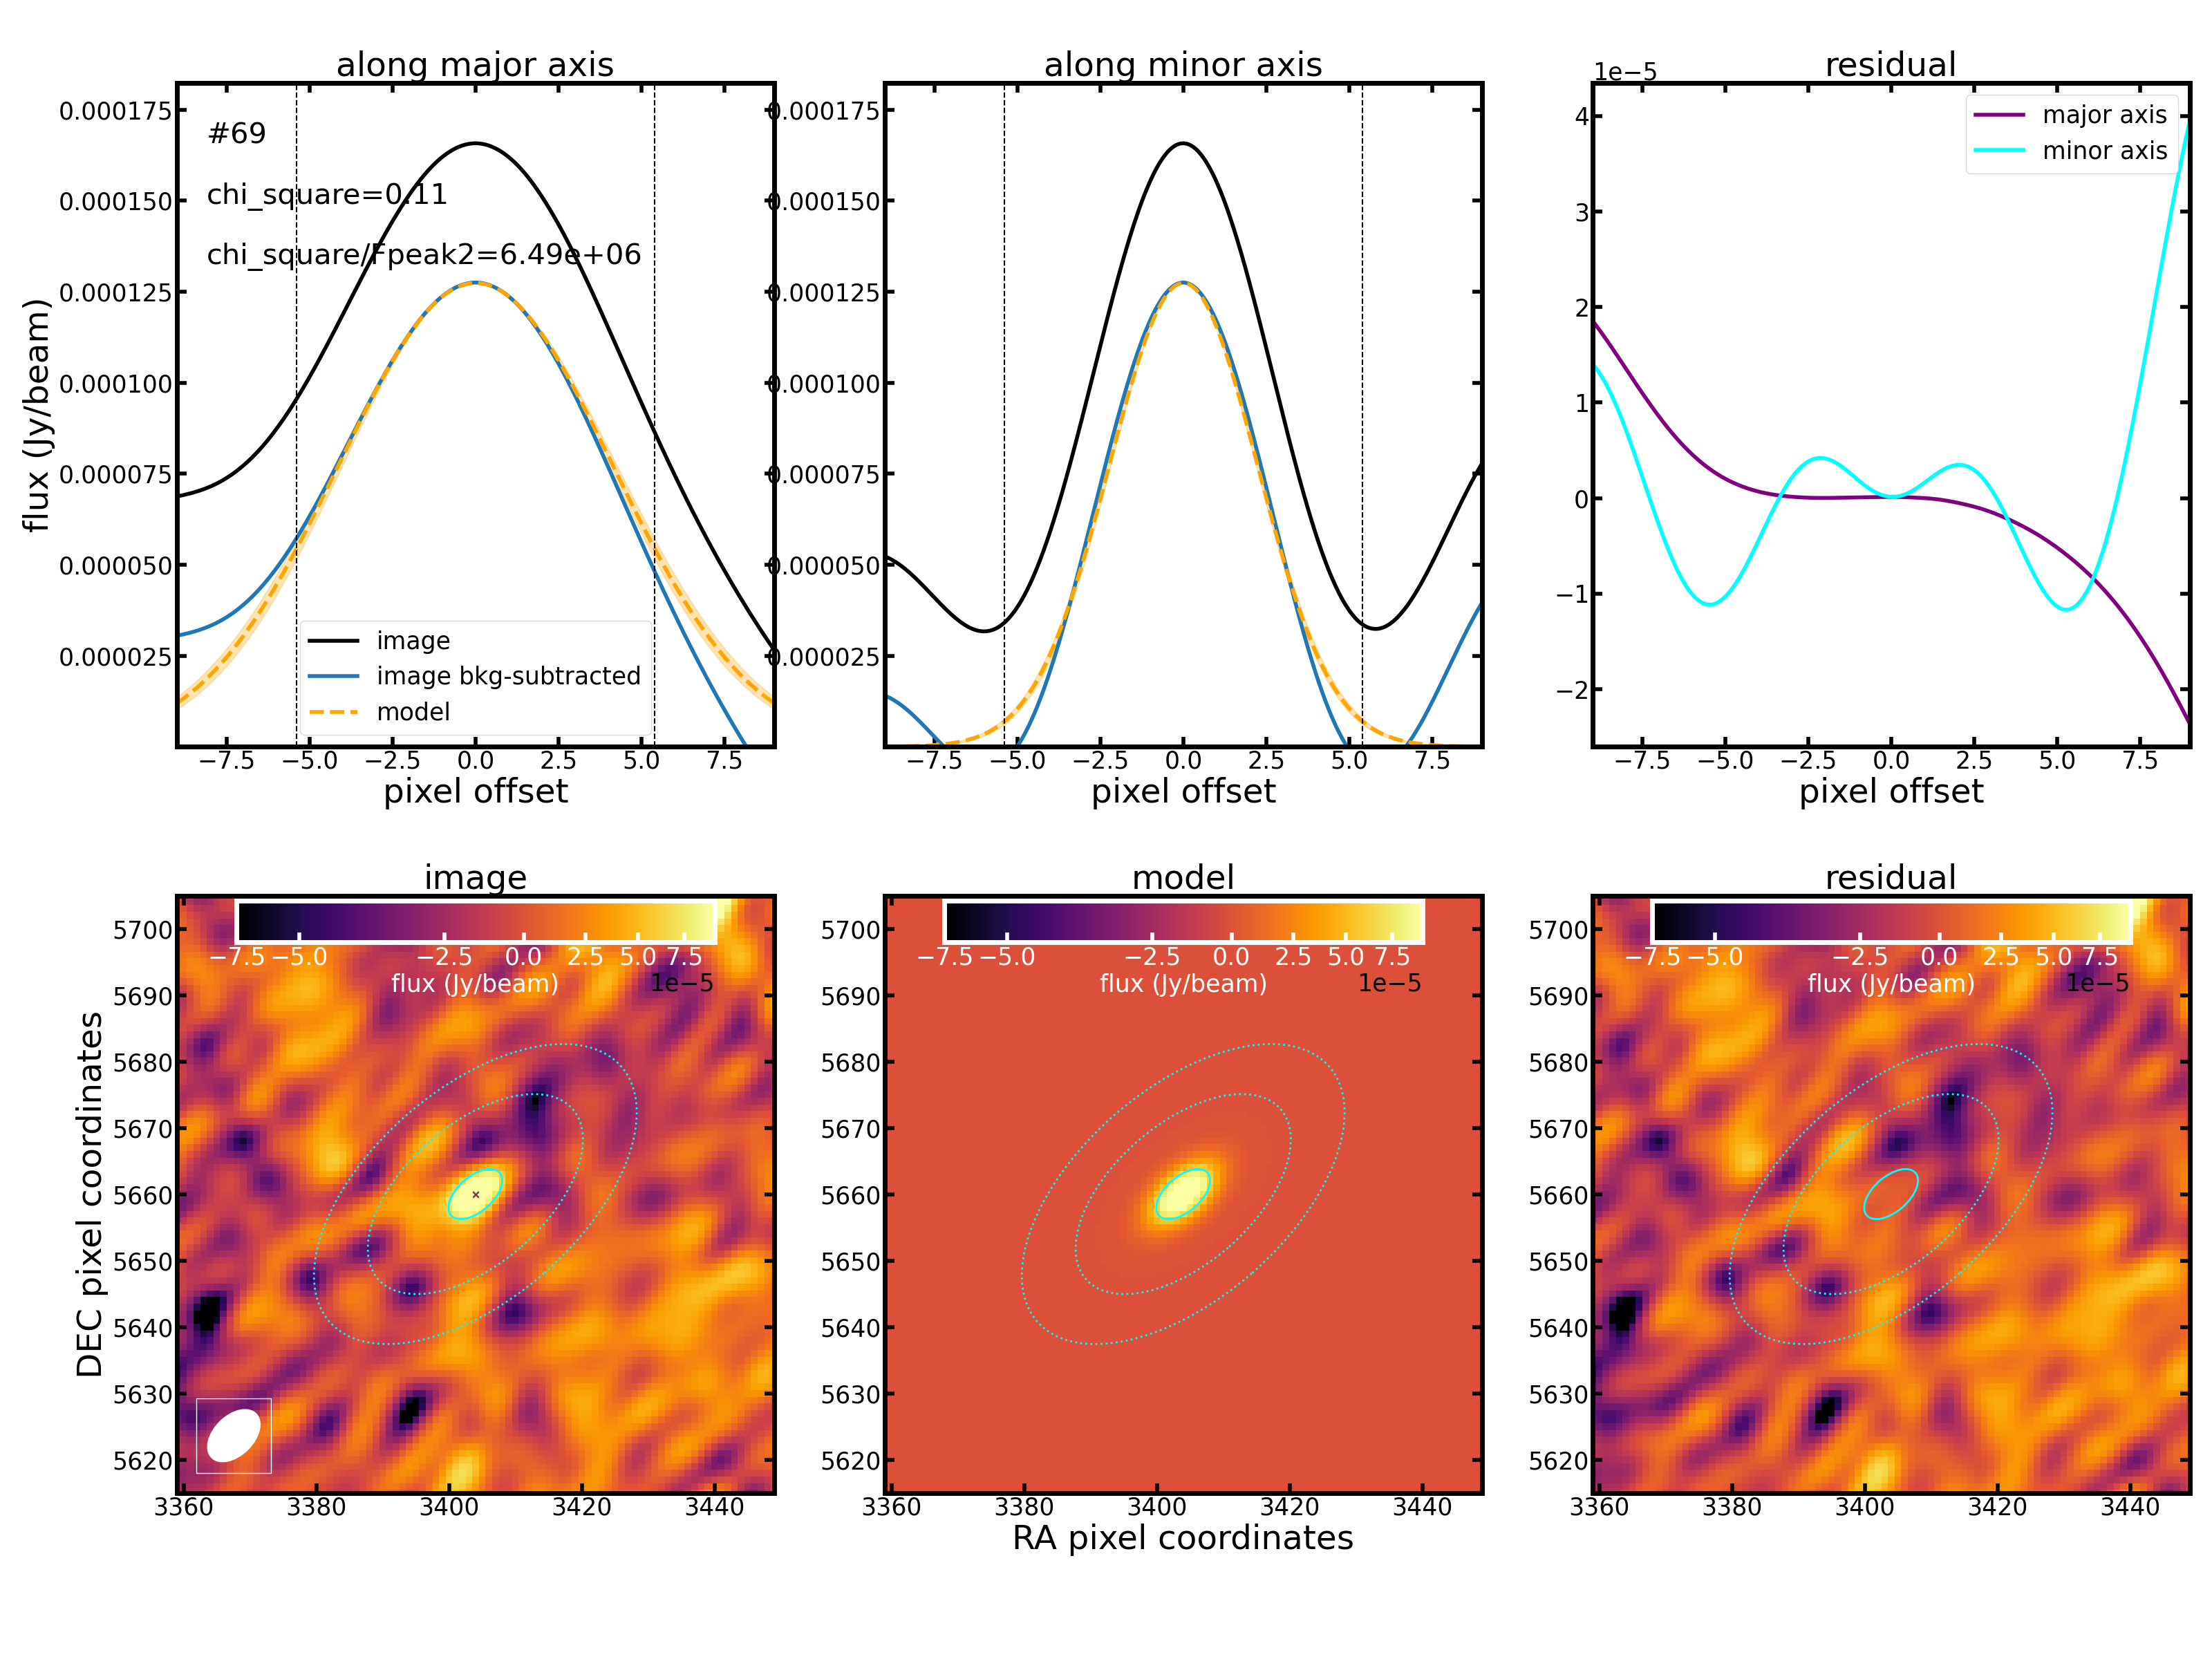 along major axis
along minor axis
residual
1e−5
#69
chi_square=0.11
chi_square/Fpeak2=6.49e+06
0.000175
0.000150
0.000125
0.000100
0.000075
0.000050
0.000025
flux (Jy/beam)
image
image bkg-subtracted
model
−7.5 −5.0 −2.5 0.0 2.5 5.0 7.5
pixel offset
0.000175
0.000150
0.000125
0.000100
0.000075
0.000050
0.000025
−7.5 −5.0 −2.5 0.0 2.5 5.0 7.5
pixel offset
major axis
minor axis
4
3
2
1
0
−1
−2
−7.5 −5.0 −2.5 0.0 2.5 5.0 7.5
pixel offset
image
−7.5 −5.0 −2.5 0.0 2.5 5.0 7.5
flux (Jy/beam)
1e−5
5700
5690
5680
5670
5660
5650
5640
5630
5620
DEC pixel coordinates
3360 3380 3400 3420 3440
model
−7.5 −5.0 −2.5 0.0 2.5 5.0 7.5
flux (Jy/beam)
1e−5
5700
5690
5680
5670
5660
5650
5640
5630
5620
3360 3380 3400 3420 3440
RA pixel coordinates
residual
−7.5 −5.0 −2.5 0.0 2.5 5.0 7.5
flux (Jy/beam)
1e−5
5700
5690
5680
5670
5660
5650
5640
5630
5620
3360 3380 3400 3420 3440